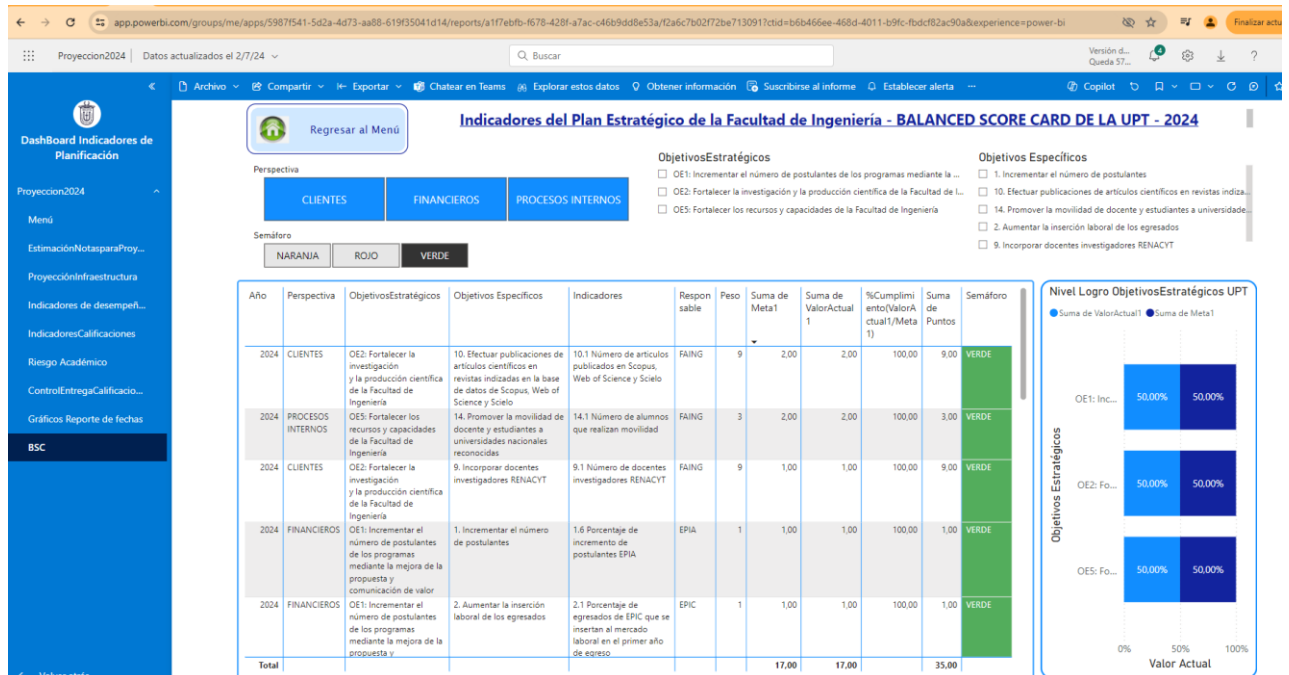 app.powerbi.com/groups/me/apps/5987f541-5d2a-4d73-aa88-619f35041d14/reports/a1f7ebfb-f678-428f-a7ac-c46b9dd8e53a/f2a6c7b02f72be713091?ctid=b6b466ee-468d-4011-b9fc-fbdcf82ac90a&experience=power-bi
Finalizar actu
Proyeccion2024 | Datos actualizados el 2/7/24
Buscar
Versión d...
Queda 57...
4
?
Archivo
Compartir
Exportar
Chatear en Teams
Explorar estos datos
Obtener información
Suscribirse al informe
Establecer alerta
...
Copilot
DashBoard Indicadores de
Planificación
Proyeccion2024
Menú
EstimaciónNotasparaProy...
ProyecciónInfraestructura
Indicadores de desempeñ...
IndicadoresCalificaciones
Riesgo Académico
ControlEntregaCalificacio...
Gráficos Reporte de fechas
BSC
Volver atrás
Regresar al Menú
Indicadores del Plan Estratégico de la Facultad de Ingeniería - BALANCED SCORE CARD DE LA UPT - 2024
Perspectiva
CLIENTES
FINANCIEROS
PROCESOS INTERNOS
Semáforo
NARANJA
ROJO
VERDE
ObjetivosEstratégicos
OE1: Incrementar el número de postulantes de los programas mediante la ...
OE2: Fortalecer la investigación y la producción científica de la Facultad de I...
OE5: Fortalecer los recursos y capacidades de la Facultad de Ingeniería
Objetivos Específicos
1. Incrementar el número de postulantes
10. Efectuar publicaciones de artículos científicos en revistas indiza...
14. Promover la movilidad de docente y estudiantes a universidade...
2. Aumentar la inserción laboral de los egresados
9. Incorporar docentes investigadores RENACYT
Año
Perspectiva
ObjetivosEstratégicos
Objetivos Específicos
Indicadores
Respon
sable
Peso
Suma de
Meta1
Suma de
ValorActual
1
%Cumplimi
ento(ValorA
ctual1/Meta
1)
Suma
de
Puntos
Semáforo
2024
CLIENTES
OE2: Fortalecer la
investigación
y la producción científica
de la Facultad de
Ingeniería
10. Efectuar publicaciones de
artículos científicos en
revistas indizadas en la base
de datos de Scopus, Web of
Science y Scielo
10.1 Número de articulos
publicados en Scopus,
Web of Science y Scielo
FAING
9
2,00
2,00
100,00
9,00
VERDE
2024
PROCESOS
INTERNOS
OE5: Fortalecer los
recursos y capacidades
de la Facultad de
Ingeniería
14. Promover la movilidad de
docente y estudiantes a
universidades nacionales
reconocidas
14.1 Número de alumnos
que realizan movilidad
FAING
3
2,00
2,00
100,00
3,00
VERDE
2024
CLIENTES
OE2: Fortalecer la
investigación
y la producción científica
de la Facultad de
Ingeniería
9. Incorporar docentes
investigadores RENACYT
9.1 Número de docentes
investigadores RENACYT
FAING
9
1,00
1,00
100,00
9,00
VERDE
2024
FINANCIEROS
OE1: Incrementar el
número de postulantes
de los programas
mediante la mejora de la
propuesta y
comunicación de valor
1. Incrementar el número
de postulantes
1.6 Porcentaje de
incremento de
postulantes EPIA
EPIA
1
1,00
1,00
100,00
1,00
VERDE
2024
FINANCIEROS
OE1: Incrementar el
número de postulantes
de los programas
mediante la mejora de la
propuesta y
2. Aumentar la inserción
laboral de los egresados
2.1 Porcentaje de
egresados de EPIC que se
insertan al mercado
laboral en el primer año
de egreso
EPIC
1
1,00
1,00
100,00
1,00
VERDE
Total
17,00
17,00
35,00
Nivel Logro ObjetivosEstratégicos UPT
Suma de ValorActual1
Suma de Meta1
Objetivos Estratégicos
OE1: Inc...
50.00%
50.00%
OE2: Fo...
50.00%
50.00%
OE5: Fo...
50.00%
50.00%
0%
50%
100%
Valor Actual